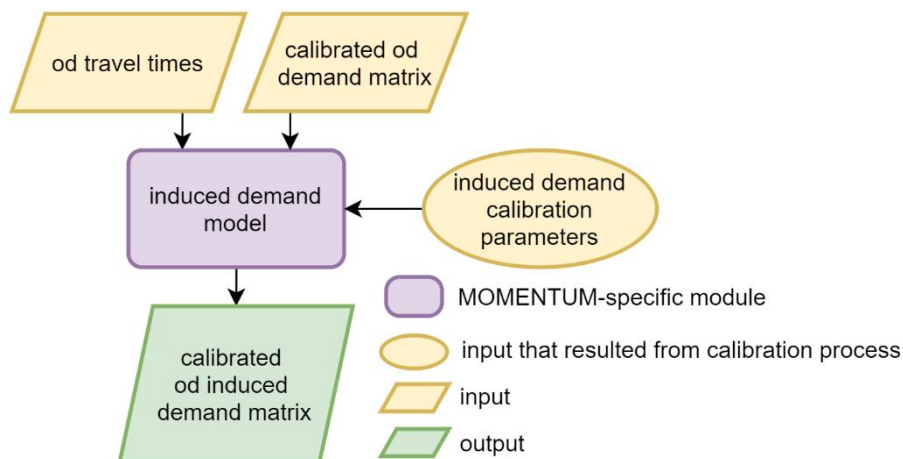 od travel times
calibrated od
demand matrix
induced demand
model
induced demand
calibration
parameters
calibrated
od induced
demand matrix
MOMENTUM-specific module
input that resulted from calibration process
input
output